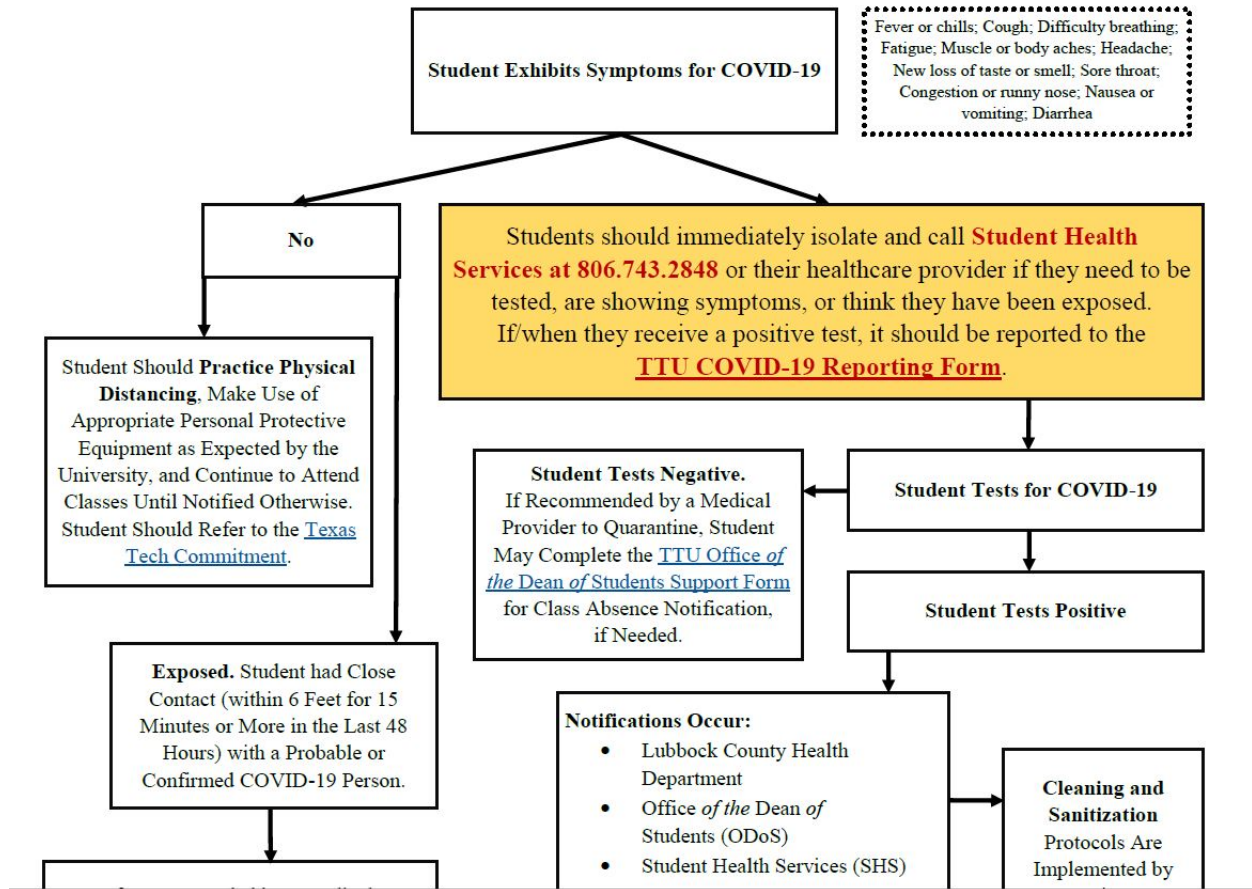 Student Exhibits Symptoms for COVID-19
Fever or chills; Cough; Difficulty breathing;
Fatigue; Muscle or body aches; Headache;
New loss of taste or smell; Sore throat;
Congestion or runny nose; Nausea or
vomiting; Diarrhea
No
Students should immediately isolate and call Student Health
Services at 806.743.2848 or their healthcare provider if they need to be
tested, are showing symptoms, or think they have been exposed.
If/when they receive a positive test, it should be reported to the
TTU COVID-19 Reporting Form.
Student Should Practice Physical
Distancing, Make Use of
Appropriate Personal Protective
Equipment as Expected by the
University, and Continue to Attend
Classes Until Notified Otherwise.
Student Should Refer to the Texas
Tech Commitment.
Student Tests Negative.
If Recommended by a Medical
Provider to Quarantine, Student
May Complete the TTU Office of
the Dean of Students Support Form
for Class Absence Notification,
if Needed.
Student Tests for COVID-19
Student Tests Positive
Exposed. Student had Close
Contact (within 6 Feet for 15
Minutes or More in the Last 48
Hours) with a Probable or
Confirmed COVID-19 Person.
Notifications Occur:
• Lubbock County Health
Department
• Office of the Dean of
Students (ODoS)
• Student Health Services (SHS)
Cleaning and
Sanitization
Protocols Are
Implemented by